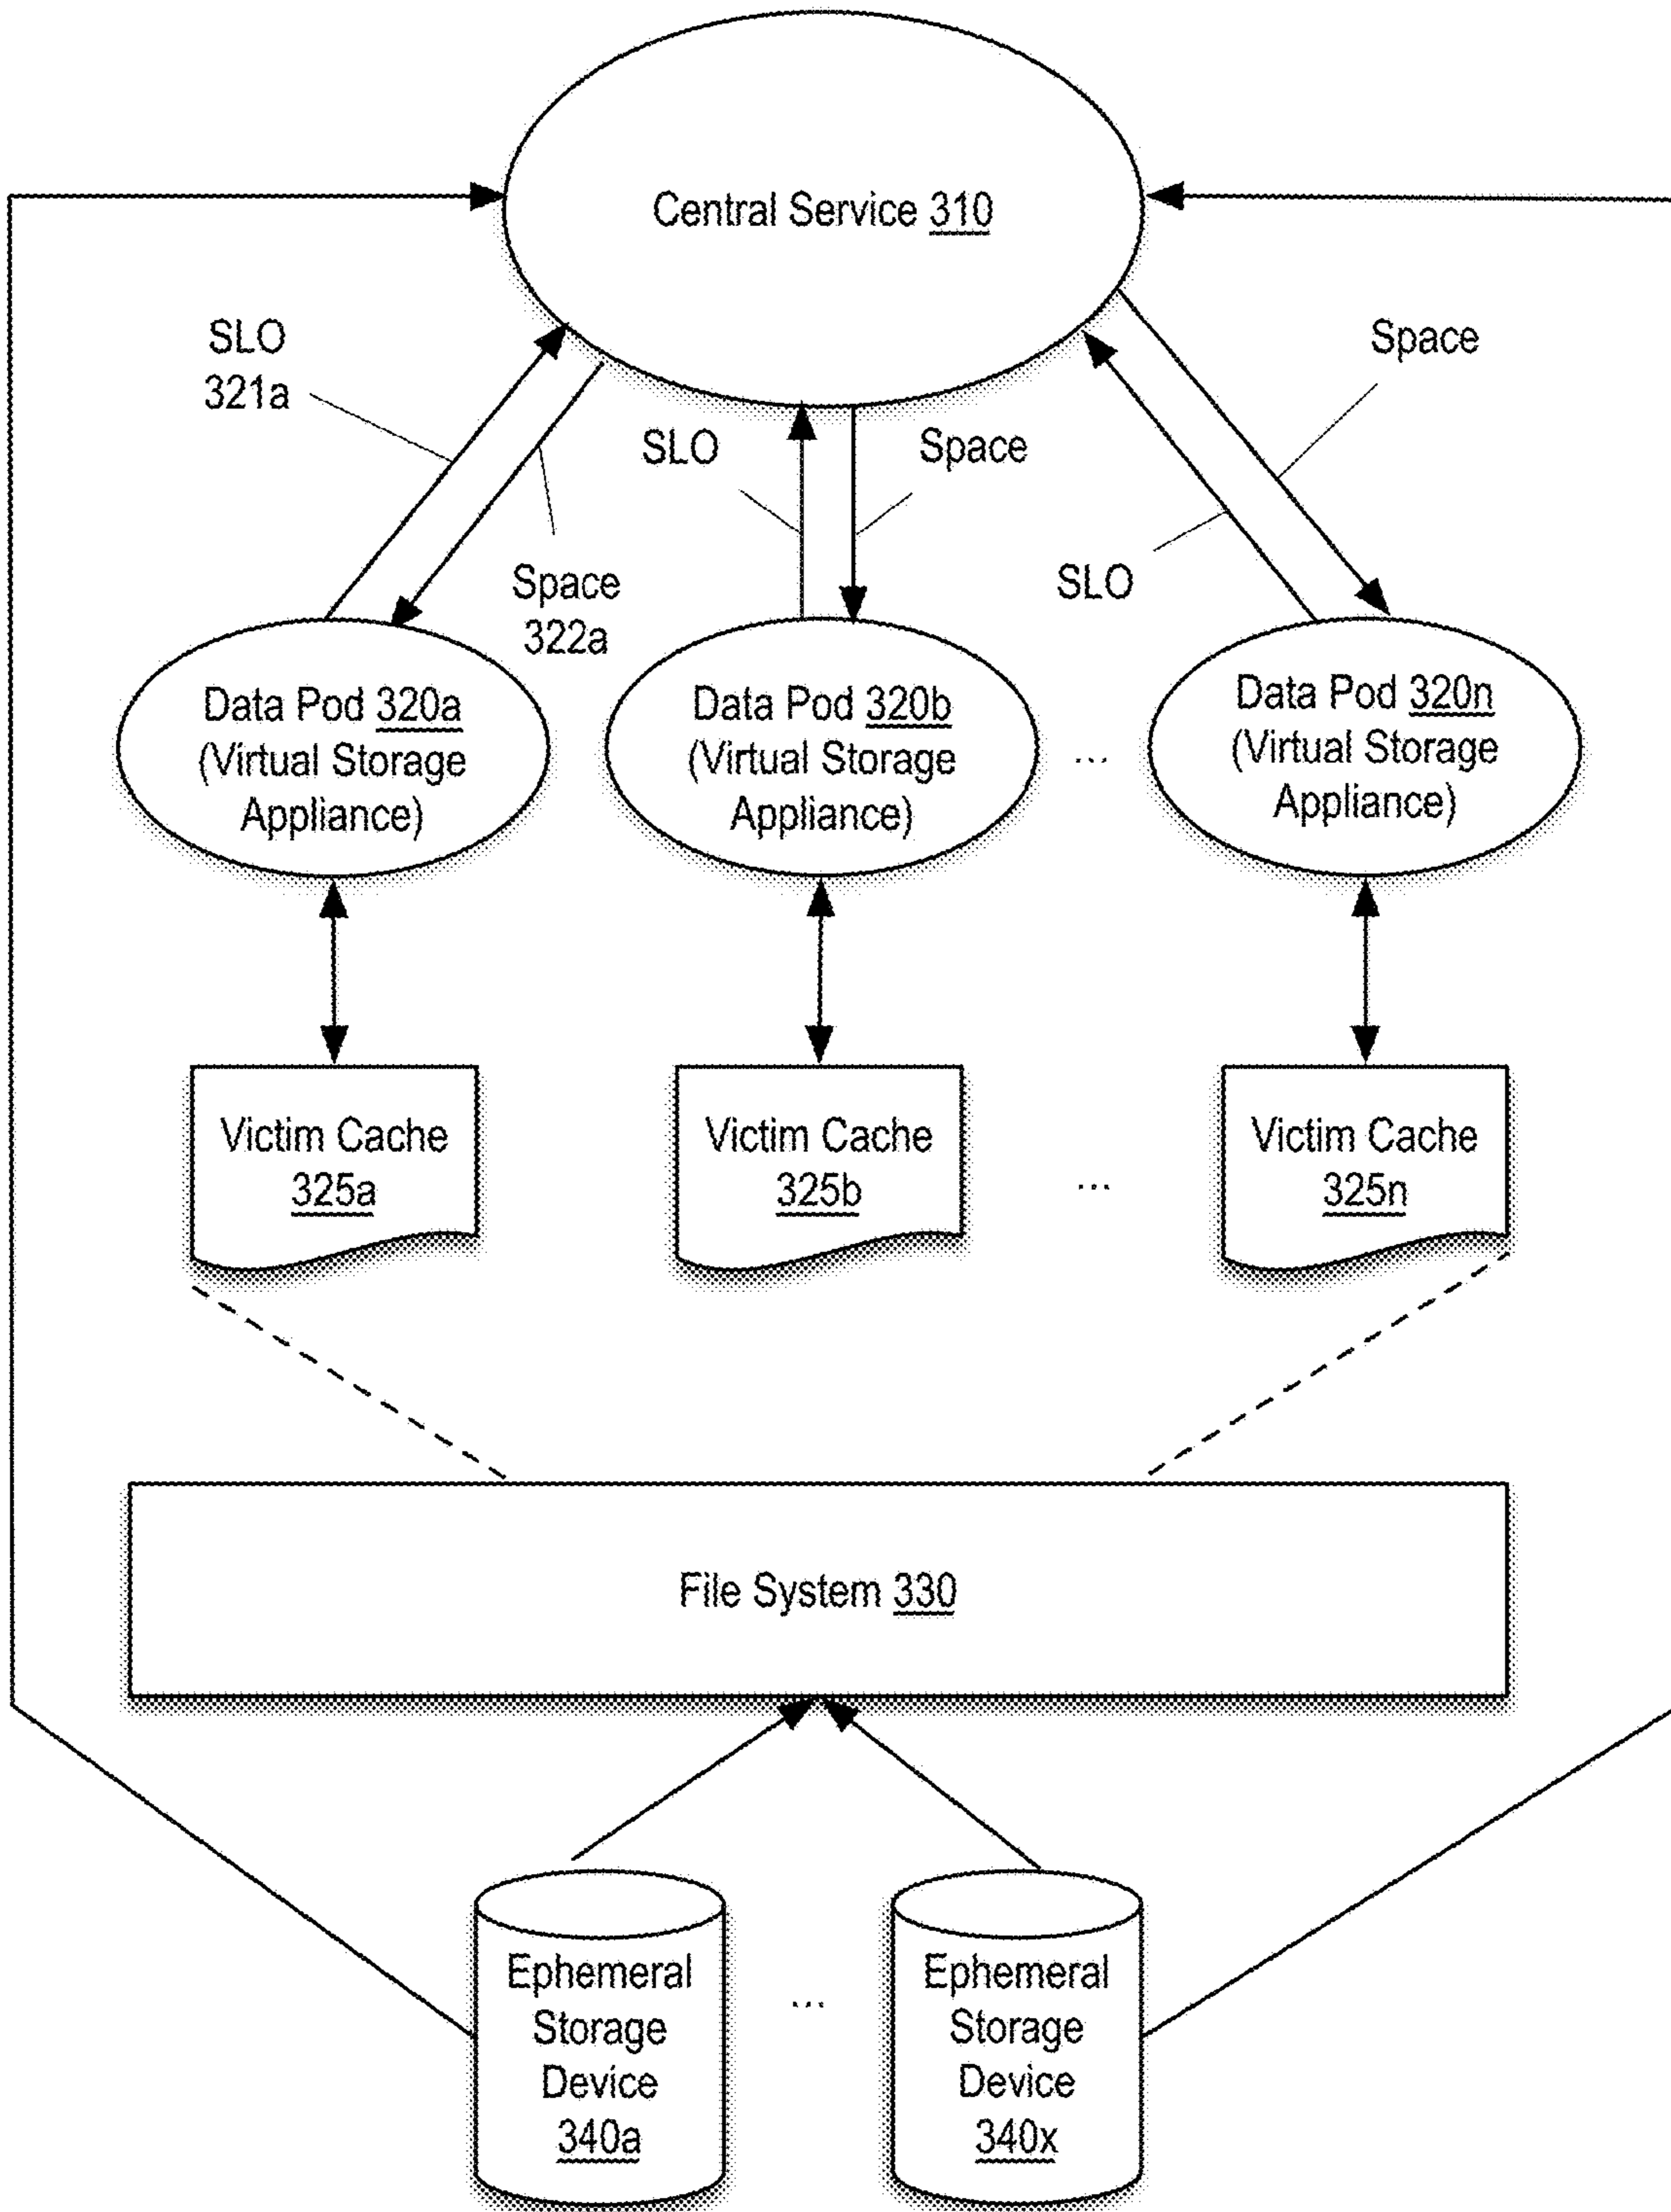 Central Service 310
SLO
321a
Space
SLO
Space
Space
322a
SLO
Data Pod 320a
(Virtual Storage
Appliance)
Data Pod 320b
(Virtual Storage
Appliance)
...
Data Pod 320n
(Virtual Storage
Appliance)
Victim Cache
325a
Victim Cache
325b
...
Victim Cache
325n
File System 330
Ephemeral
Storage
Device
340a
...
Ephemeral
Storage
Device
340x